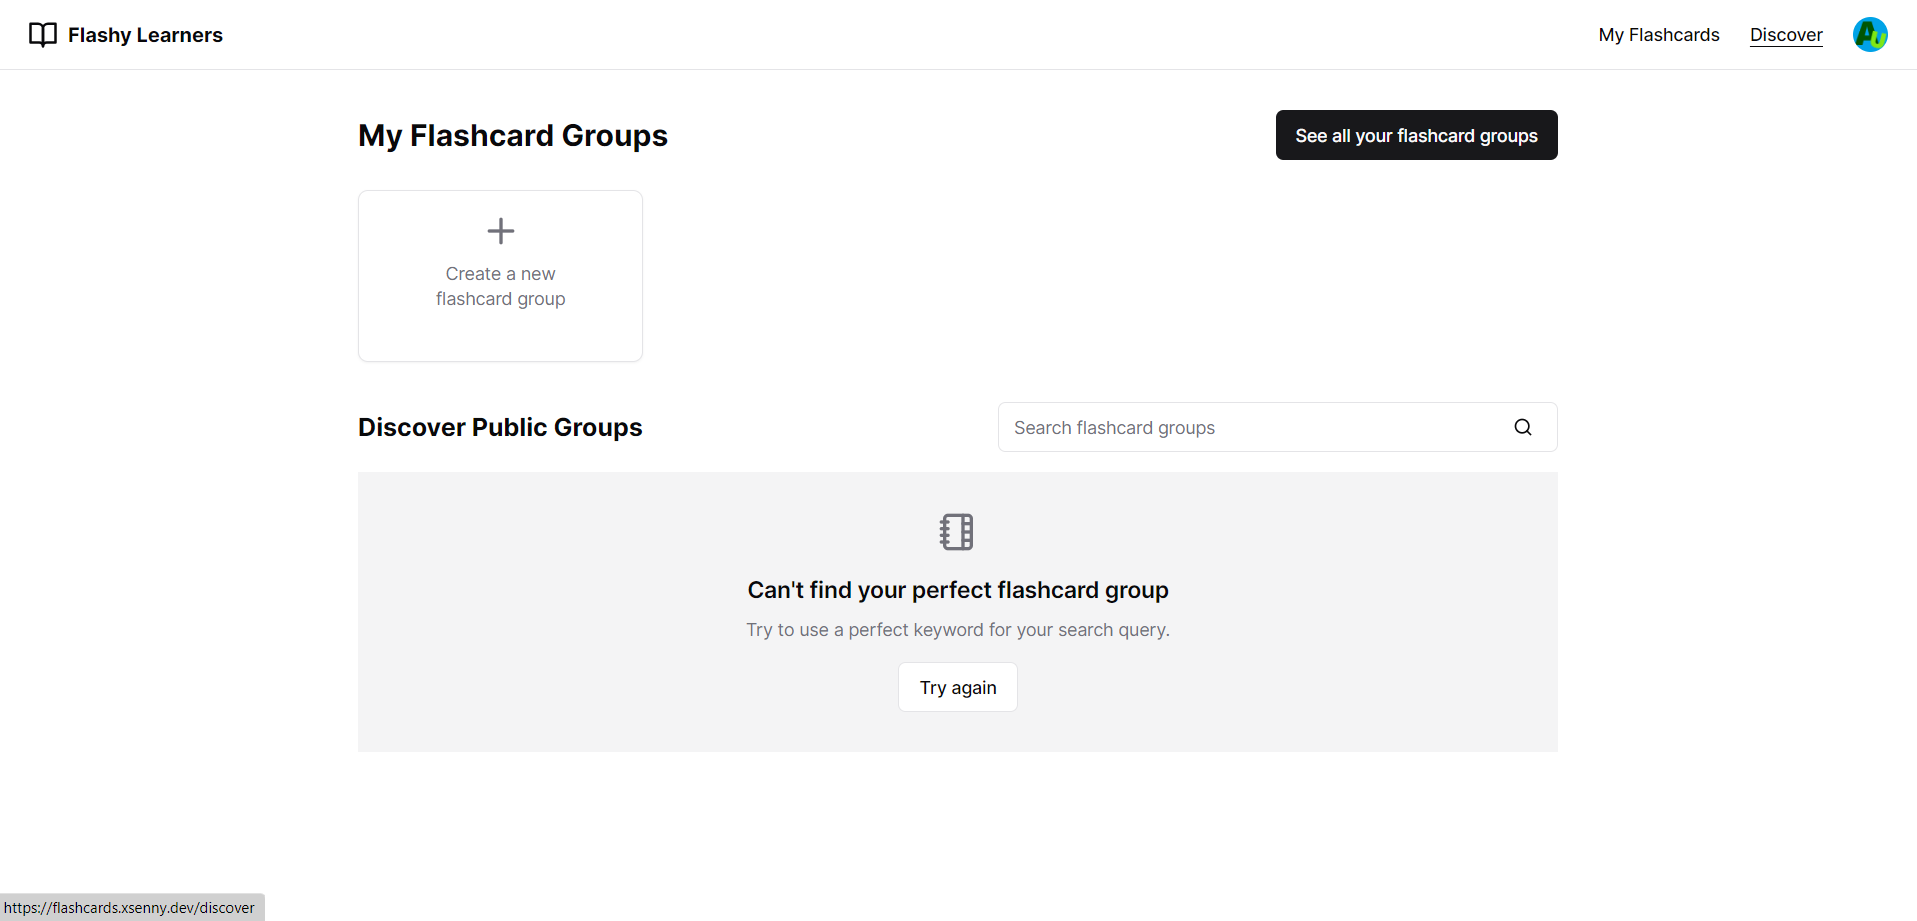 Flashy Learners
My Flashcards
Discover
AU
My Flashcard Groups
See all your flashcard groups
Create a new
flashcard group
Discover Public Groups
Search flashcard groups
Can't find your perfect flashcard group
Try to use a perfect keyword for your search query.
Try again
https://flashcards.xsenny.dev/discover